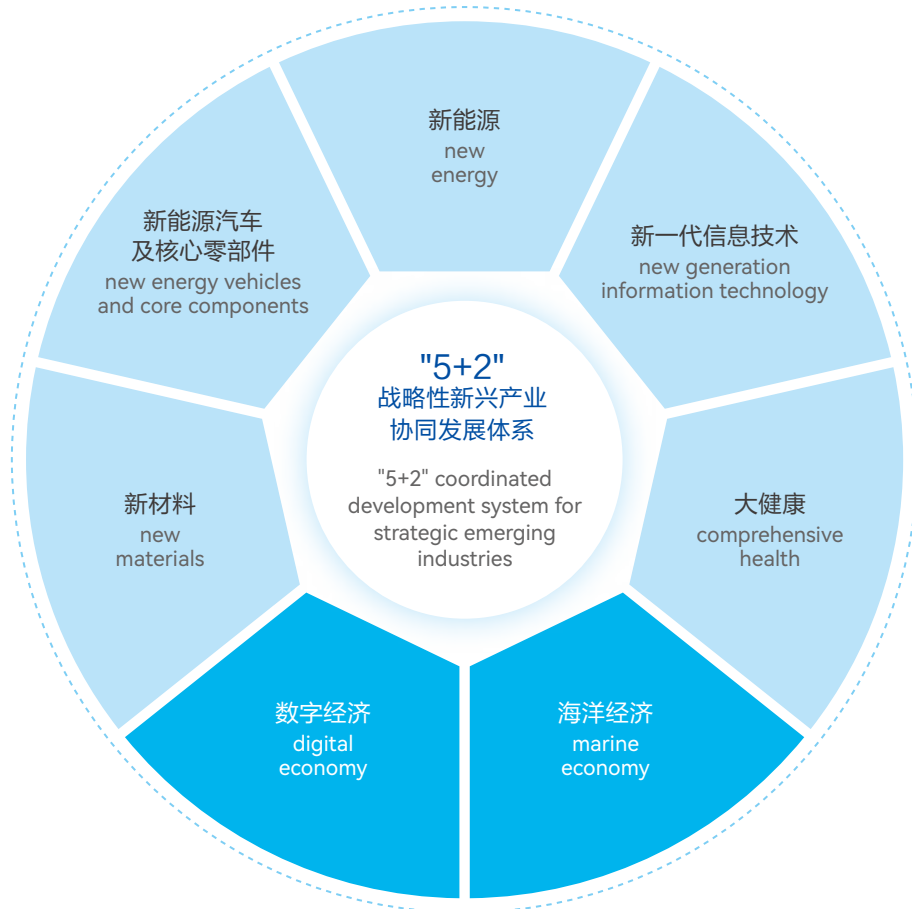 新能源
new
energy
新能源汽车
及核心零部件
new energy vehicles
and core components
新一代信息技术
new generation
information technology
"5+2"
战略性新兴产业
协同发展体系
"5+2" coordinated
development system for
strategic emerging
industries
新材料
new
materials
大健康
comprehensive
health
数字经济
digital
economy
海洋经济
marine
economy